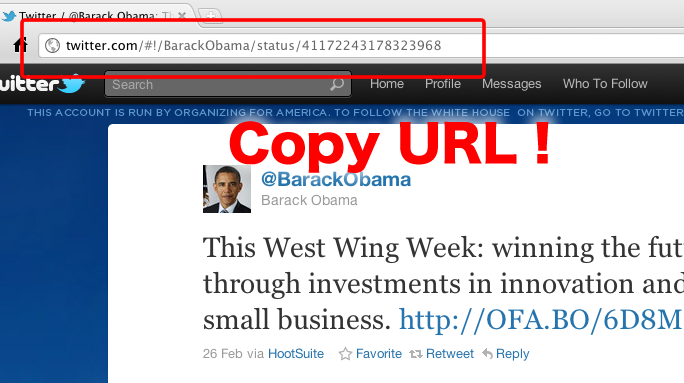 Twitter / @Barack Obama: Th
twitter.com/#!/BarackObama/status/41172243178323968
Search
Home Profile Messages Who To Follow
THIS ACCOUNT IS RUN BY ORGANIZING FOR AMERICA. TO FOLLOW THE WHITE HOUSE ON TWITTER, GO TO TWITTER
Copy URL !
@BarackObama
Barack Obama
This West Wing Week: winning the fut
through investments in innovation and
small business. http://OFA.BO/6D8M
26 Feb via HootSuite Favorite Retweet Reply